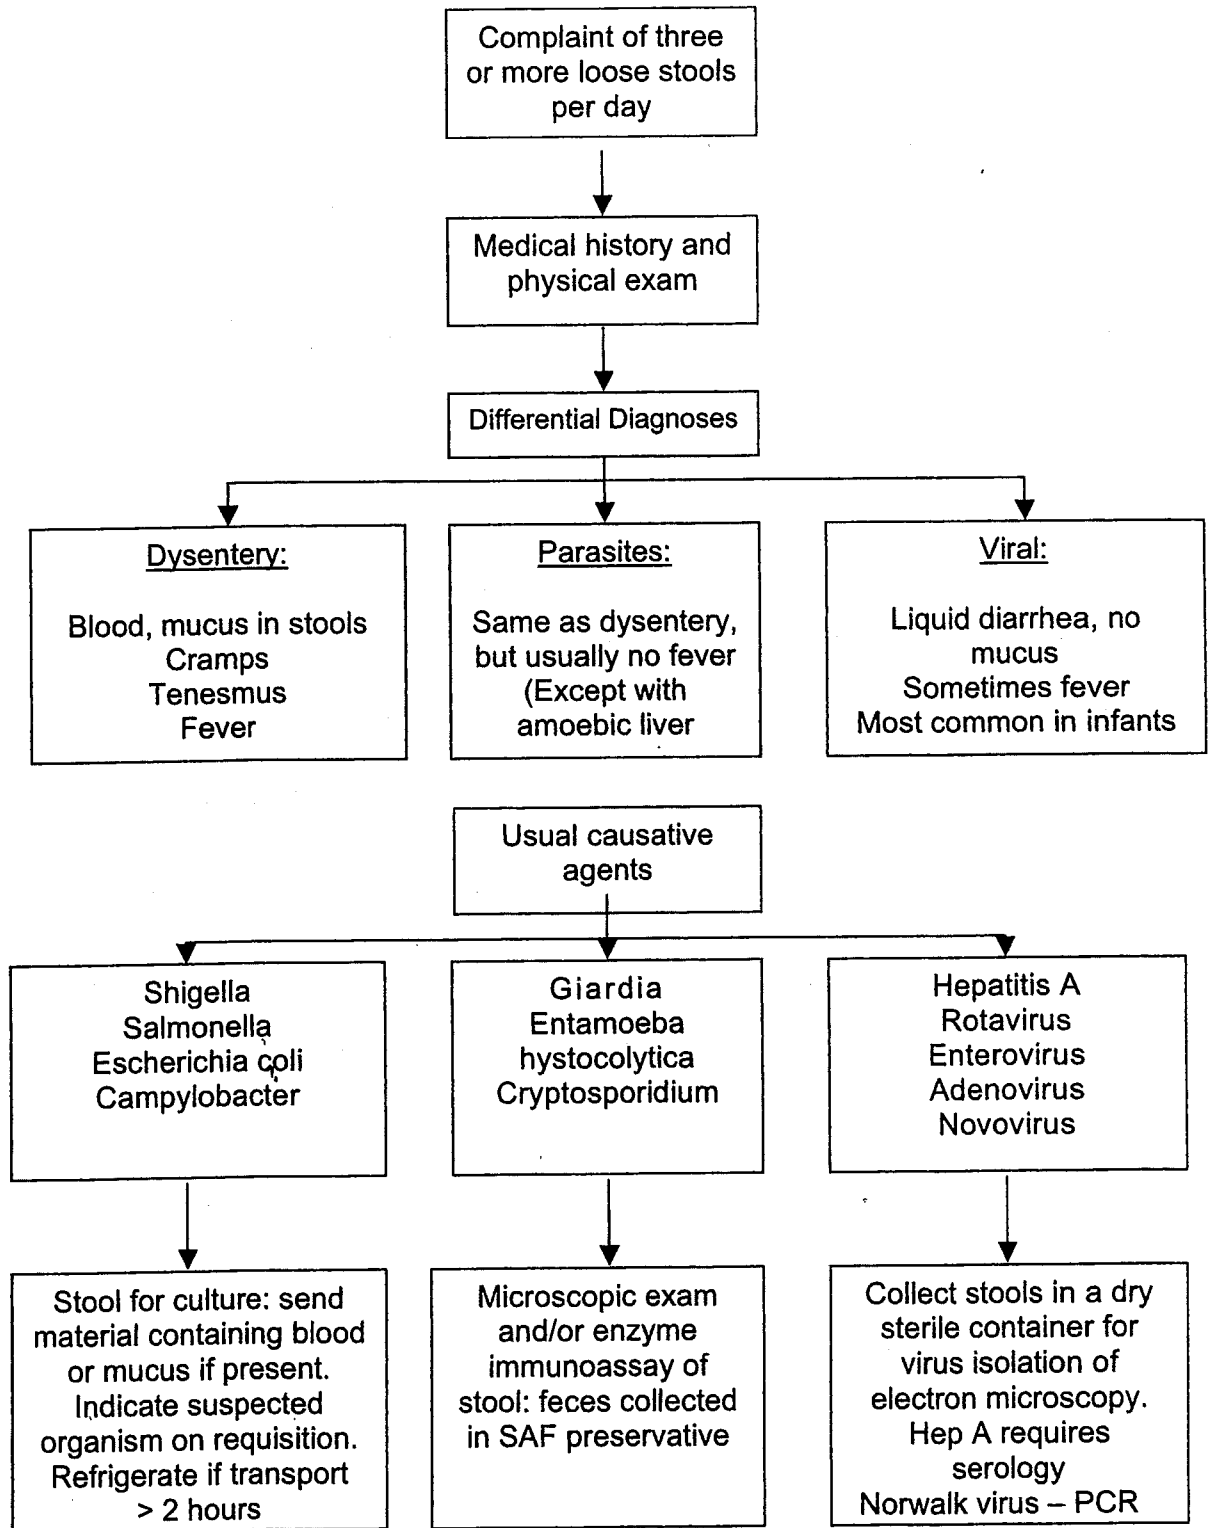 Complaint of three
or more loose stools
per day
Medical history and
physical exam
Differential Diagnoses
Dysentery:
Blood, mucus in stools
Cramps
Tenesmus
Fever
Parasites:
Same as dysentery,
but usually no fever
(Except with
amoebic liver
Viral:
Liquid diarrhea, no
mucus
Sometimes fever
Most common in infants
Usual causative
agents
Shigella
Salmonella
Escherichia coli
Campylobacter
Giardia
Entamoeba
hystocolytica
Cryptosporidium
Hepatitis A
Rotavirus
Enterovirus
Adenovirus
Novovirus
Stool for culture: send
material containing blood
or mucus if present.
Indicate suspected
organism on requisition.
Refrigerate if transport
> 2 hours
Microscopic exam
and/or enzyme
immunoassay of
stool: feces collected
in SAF preservative
Collect stools in a dry
sterile container for
virus isolation of
electron microscopy.
Hep A requires
serology
Norwalk virus – PCR